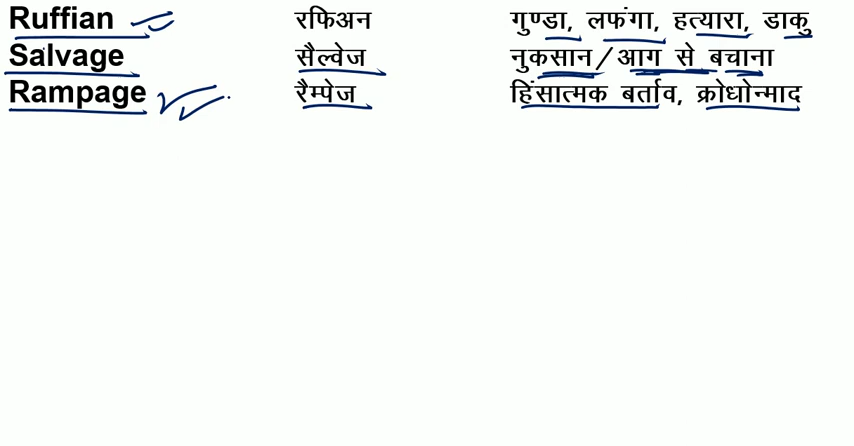 Ruffian रफिअन गुण्डा, लफंगा, हत्यारा, डाकु
Salvage सैल्वेज नुकसान/आग से बचाना
Rampage रैम्पेज हिंसात्मक बर्ताव, क्रोधोन्माद